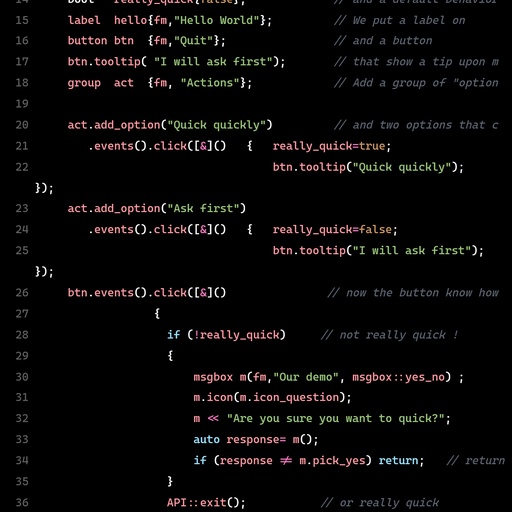 14 bool really_quick{false}; // and a default behavior
15 label hello{fm,"Hello World"}; // We put a label on
16 button btn {fm,"Quit"}; // and a button
17 btn.tooltip( "I will ask first"); // that show a tip upon m
18 group act {fm, "Actions"}; // Add a group of "option
19
20 act.add_option("Quick quickly") // and two options that c
21 .events().click([&]() { really_quick=true;
22 btn.tooltip("Quick quickly");
});
23 act.add_option("Ask first")
24 .events().click([&]() { really_quick=false;
25 btn.tooltip("I will ask first");
});
26 btn.events().click([&]() // now the button know how
27 {
28 if (!really_quick) // not really quick !
29 {
30 msgbox m(fm,"Our demo", msgbox::yes_no) ;
31 m.icon(m.icon_question);
32 m << "Are you sure you want to quick?";
33 auto response= m();
34 if (response ≠ m.pick_yes) return; // return
35 }
36 API::exit(); // or really quick